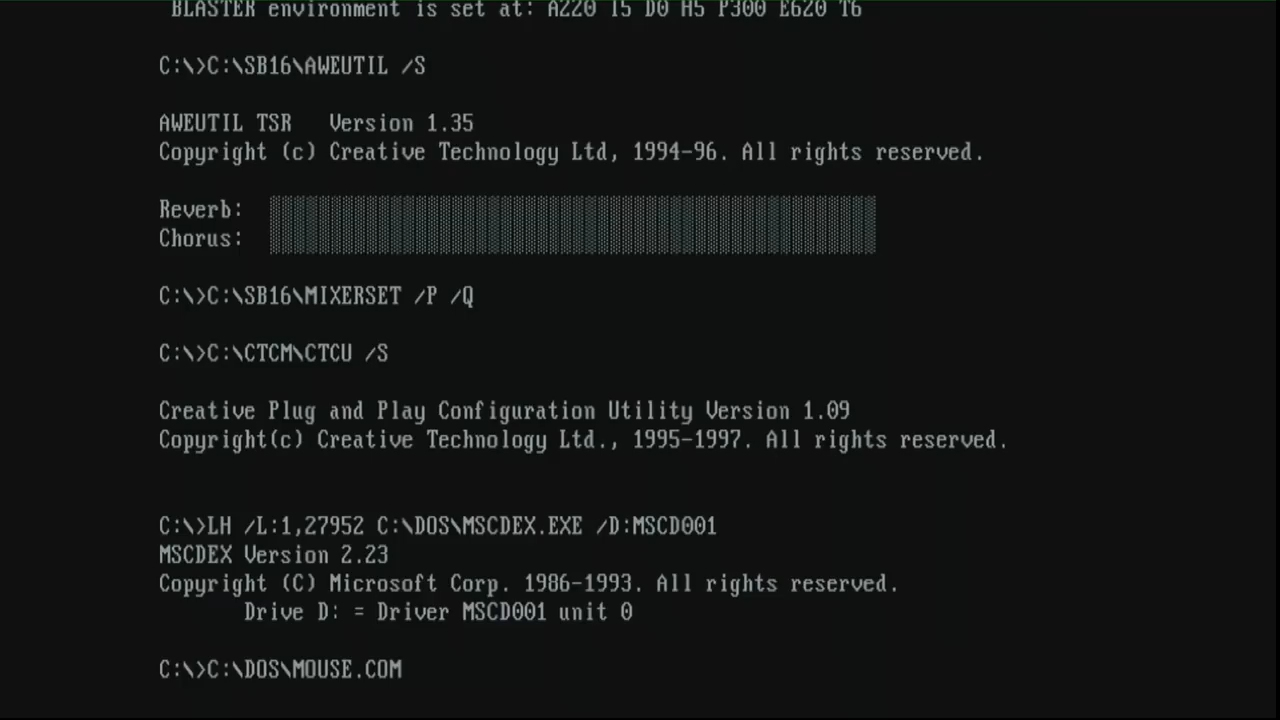 BLASTER environment is set at: A220 I5 D0 H5 P300 E620 T6
C:\>C:\SB16\AWEUTIL /S
AWEUTIL TSR Version 1.35
Copyright (c) Creative Technology Ltd, 1994-96. All rights reserved.
Reverb:
Chorus:
C:\>C:\SB16\MIXERSET /P /Q
C:\>C:\CTCM\CTCU /S
Creative Plug and Play Configuration Utility Version 1.09
Copyright(c) Creative Technology Ltd., 1995-1997. All rights reserved.
C:\>LH /L:1,27952 C:\DOS\MSCDEX.EXE /D:MSCD001
MSCDEX Version 2.23
Copyright (C) Microsoft Corp. 1986-1993. All rights reserved.
Drive D: = Driver MSCD001 unit 0
C:\>C:\DOS\MOUSE.COM